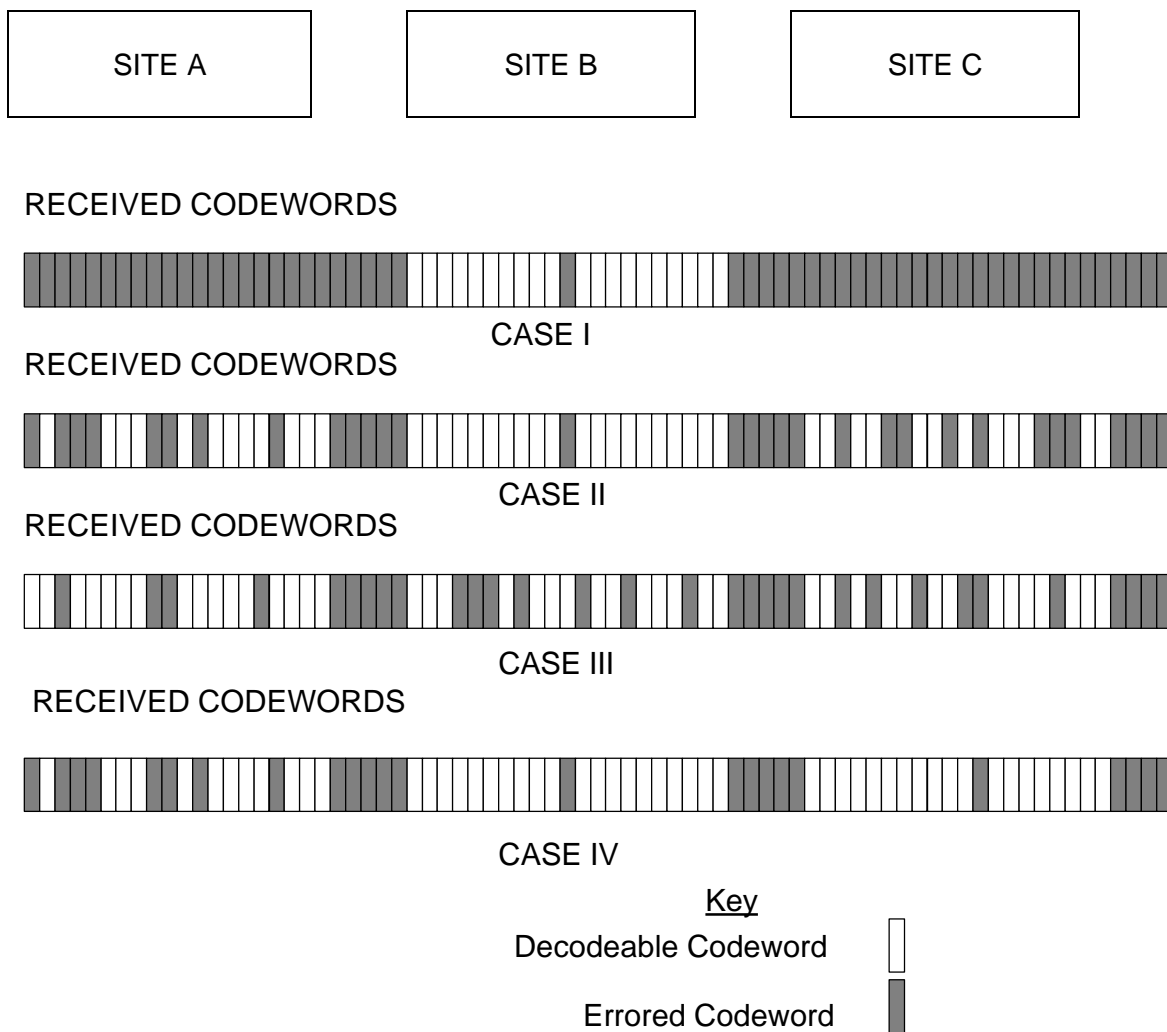 SITE A
SITE B
SITE C
RECEIVED CODEWORDS
CASE I
RECEIVED CODEWORDS
CASE II
RECEIVED CODEWORDS
CASE III
RECEIVED CODEWORDS
CASE IV
Key
Decodeable Codeword
Errored Codeword